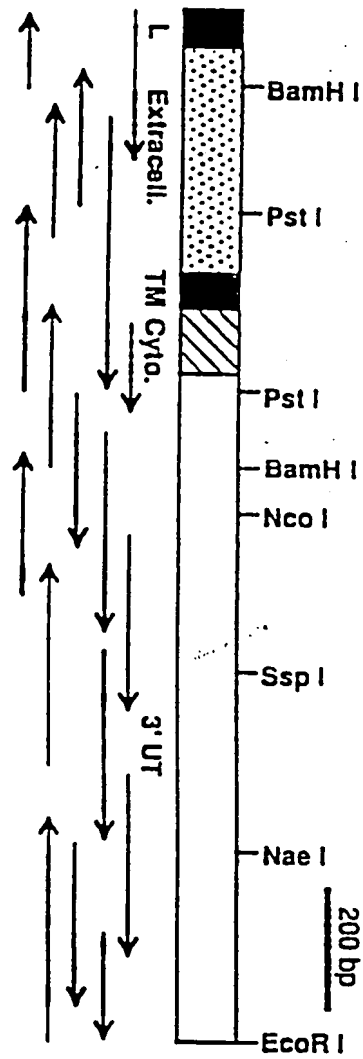 L.
Extracell.
TM
Cyto.
3' UT
BamH I
Pst I
Pst I
BamH I
Nco I
Ssp I
Nae I
EcoR I
200 bp